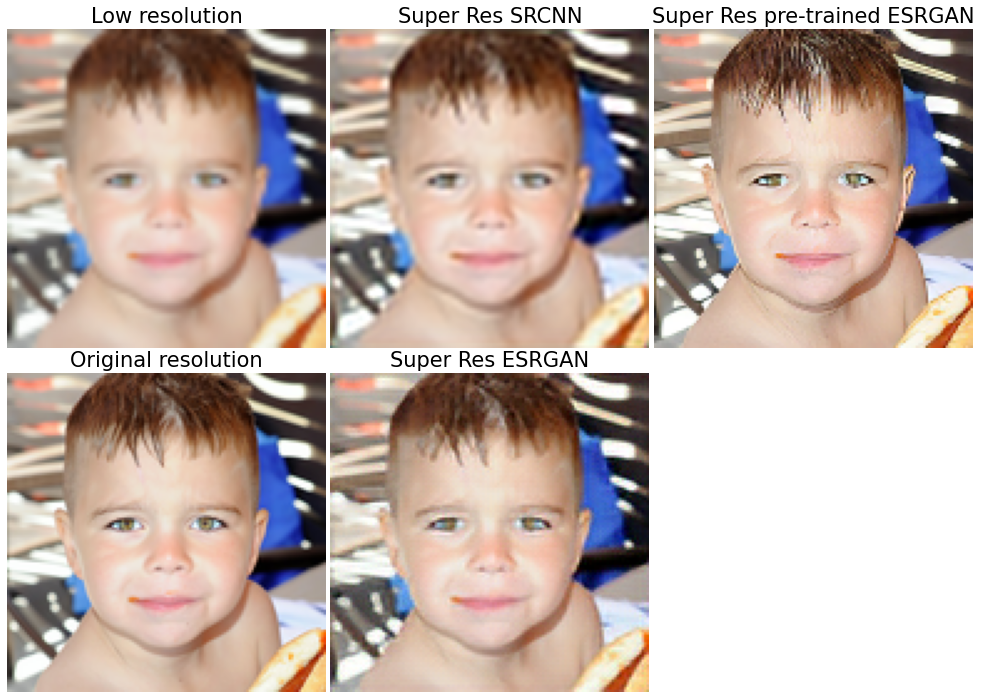 Low resolution
Super Res SRCNN
Super Res pre-trained ESRGAN
Original resolution
Super Res ESRGAN